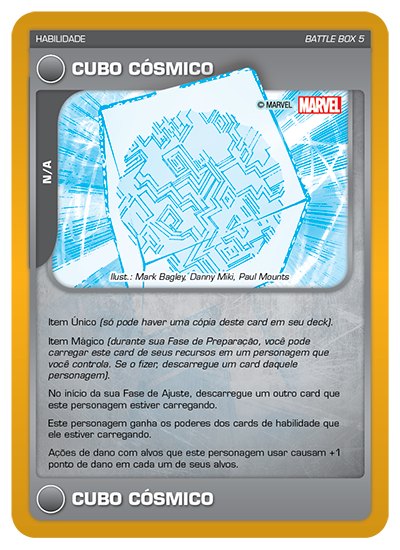 HABILIDADE
BATTLE BOX 5
CUBO CÓSMICO
© MARVEL
MARVEL
N/A
Ilust.: Mark Bagley, Danny Miki, Paul Mounts
Item Único (só pode haver uma cópia deste card em seu deck).
Item Mágico (durante sua Fase de Preparação, você pode
carregar este card de seus recursos em um personagem que
você controla. Se o fizer, descarregue um card daquele
personagem).
No início da sua Fase de Ajuste, descarregue um outro card que
este personagem estiver carregando.
Este personagem ganha os poderes dos cards de habilidade que
ele estiver carregando.
Ações de dano com alvos que este personagem usar causam +1
ponto de dano em cada um de seus alvos.
CUBO CÓSMICO